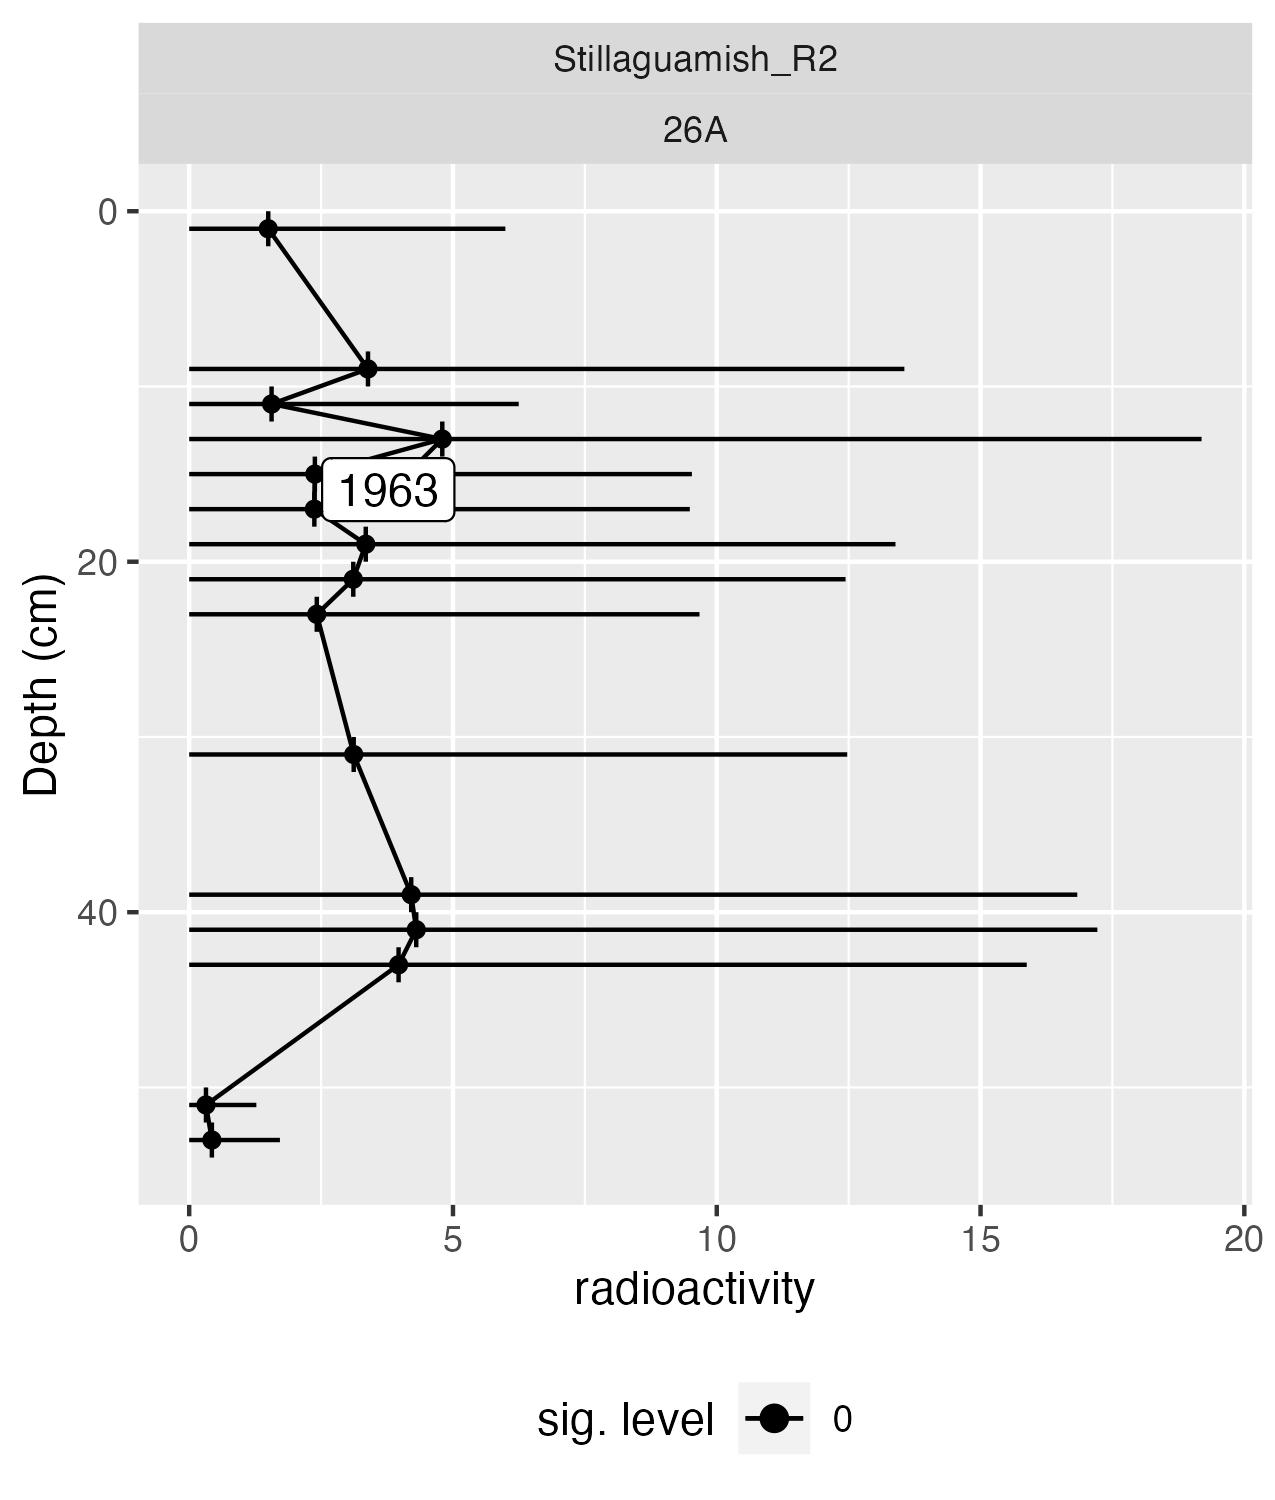 Stillaguamish_R2
26A
0
20
40
Depth (cm)
1963
0 5 10 15 20
radioactivity
sig. level 0